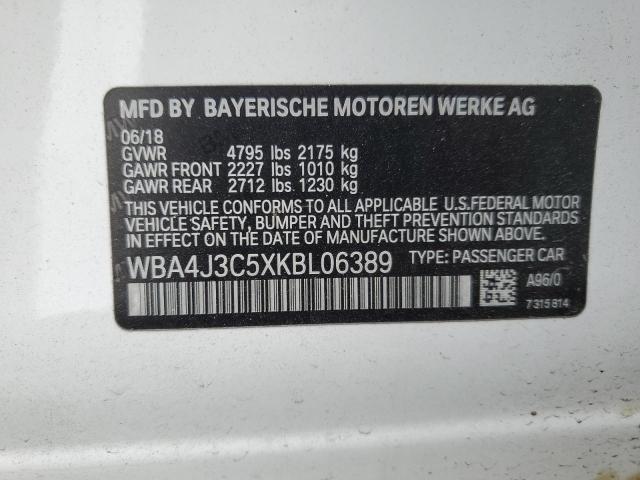 MFD BY BAYERISCHE MOTOREN WERKE AG
06/18
GVWR 4795 lbs 2175 kg
GAWR FRONT 2227 lbs 1010 kg
GAWR REAR 2712 lbs 1230 kg
THIS VEHICLE CONFORMS TO ALL APPLICABLE U.S.FEDERAL MOTOR
VEHICLE SAFETY, BUMPER AND THEFT PREVENTION STANDARDS
IN EFFECT ON THE DATE OF MANUFACTURE SHOWN ABOVE.
WBA4J3C5XKBL06389 TYPE: PASSENGER CAR
A96/0
7315814